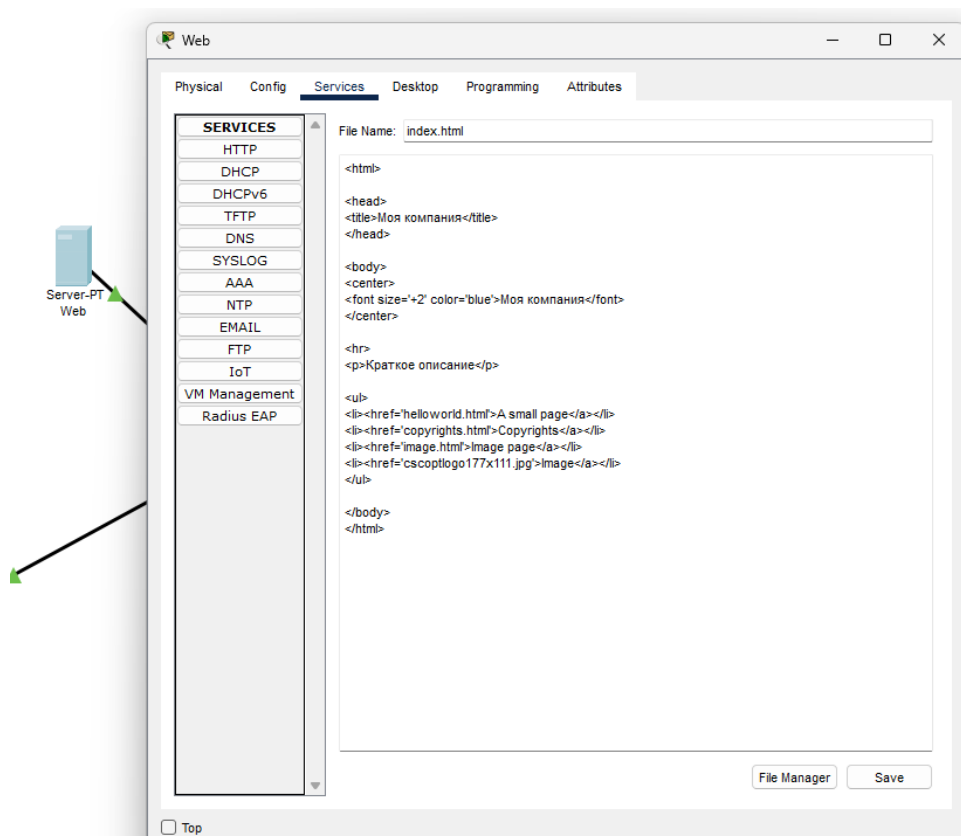 Web
Physical Config Services Desktop Programming Attributes
SERVICES
HTTP
DHCP
DHCPv6
TFTP
DNS
SYSLOG
AAA
NTP
EMAIL
FTP
IoT
VM Management
Radius EAP
File Name: index.html
<html>
<head>
<title>Моя компания</title>
</head>
<body>
<center>
<font size='+2' color='blue'>Моя компания</font>
</center>
<hr>
<p>Краткое описание</p>
<ul>
<li><href='helloworld.html'>A small page</a></li>
<li><href='copyrights.html'>Copyrights</a></li>
<li><href='image.html'>Image page</a></li>
<li><href='cscoptlogo177x111.jpg'>Image</a></li>
</ul>
</body>
</html>
File Manager Save
Top
Server-PT
Web